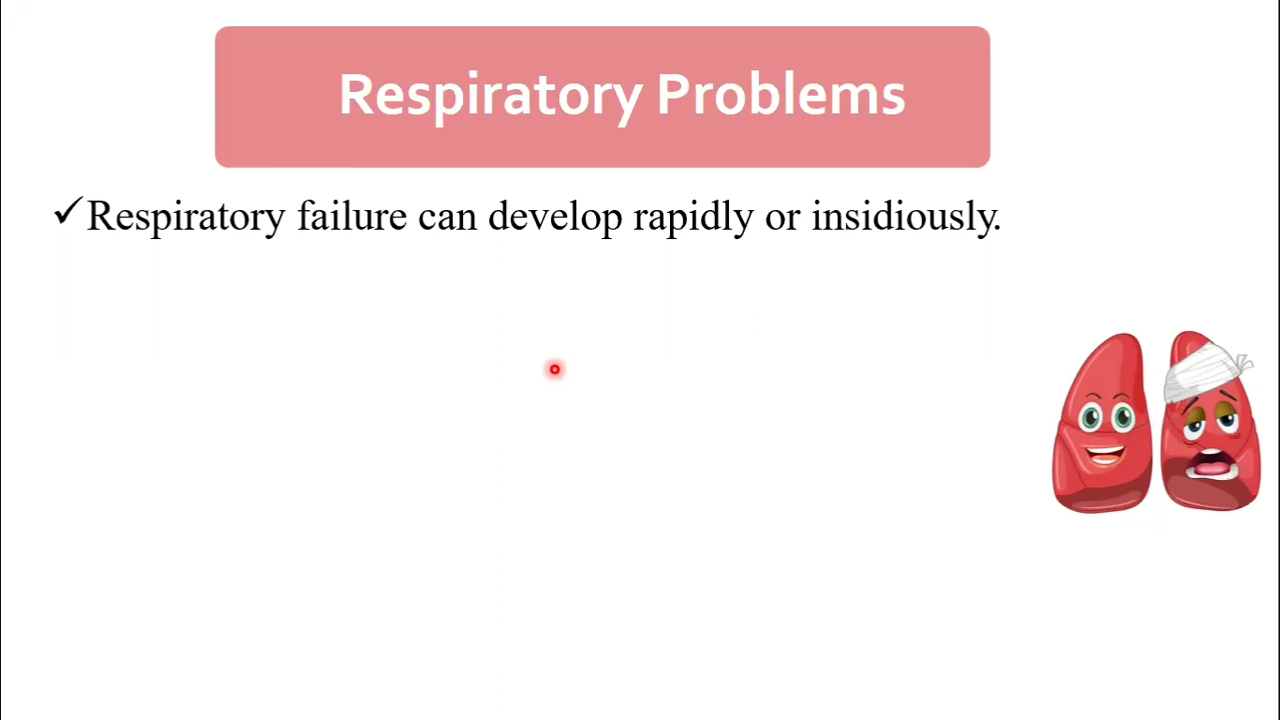 Respiratory Problems
✓Respiratory failure can develop rapidly or insidiously.